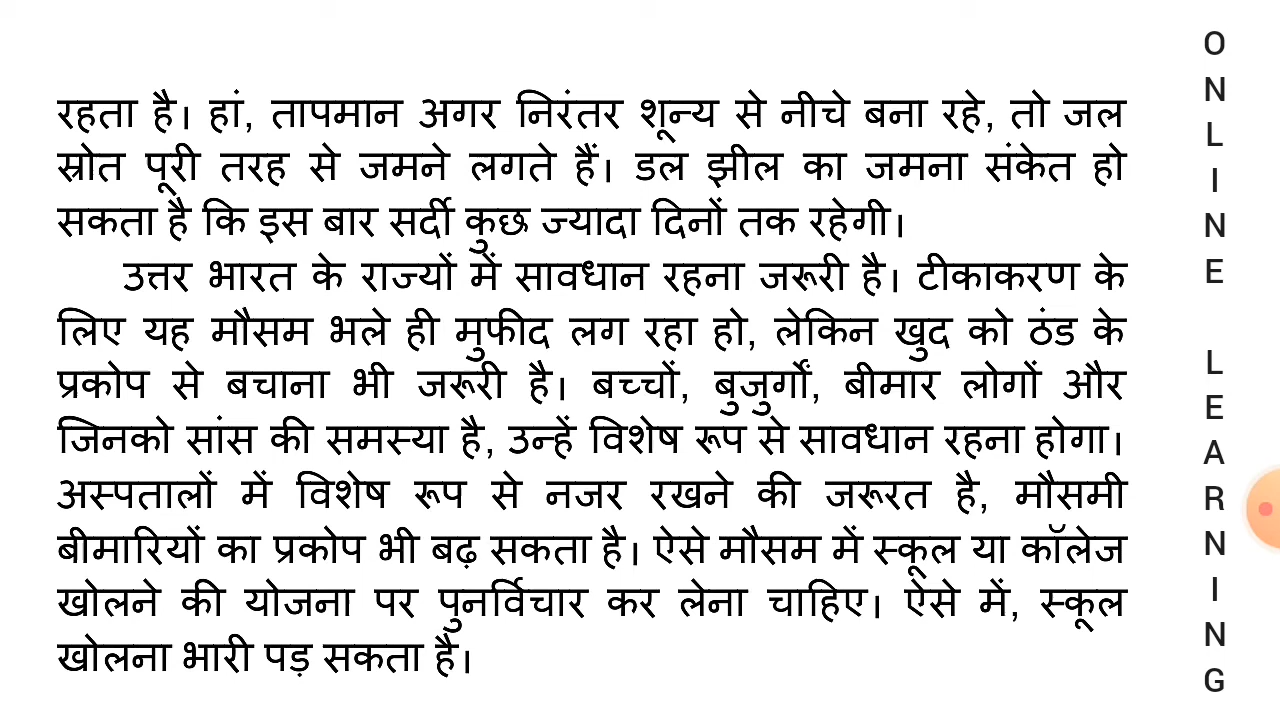 रहता है। हां, तापमान अगर निरंतर शून्य से नीचे बना रहे, तो जल
स्रोत पूरी तरह से जमने लगते हैं। डल झील का जमना संकेत हो
सकता है कि इस बार सर्दी कुछ ज्यादा दिनों तक रहेगी।
उत्तर भारत के राज्यों में सावधान रहना जरूरी है। टीकाकरण के
लिए यह मौसम भले ही मुफीद लग रहा हो, लेकिन खुद को ठंड के
प्रकोप से बचाना भी जरूरी है। बच्चों, बुजुर्गों, बीमार लोगों और
जिनको सांस की समस्या है, उन्हें विशेष रूप से सावधान रहना होगा।
अस्पतालों में विशेष रूप से नजर रखने की जरूरत है, मौसमी
बीमारियों का प्रकोप भी बढ़ सकता है। ऐसे मौसम में स्कूल या कॉलेज
खोलने की योजना पर पुनर्विचार कर लेना चाहिए। ऐसे में, स्कूल
खोलना भारी पड़ सकता है।
ONLINE LEARNING